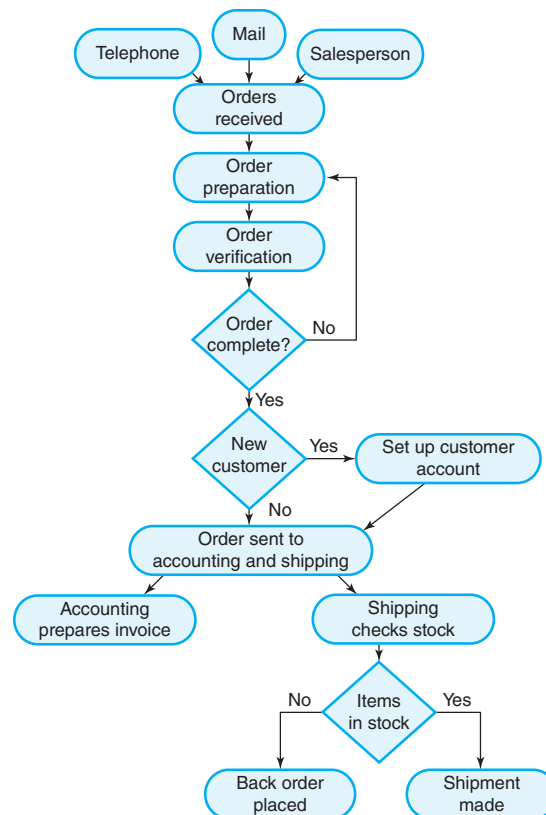 Mail
Telephone
Salesperson
Orders
received
Order
preparation
Order
verification
Order
complete?
No
Yes
New
customer
Yes
Set up customer
account
No
Order sent to
accounting and shipping
Accounting
prepares invoice
Shipping
checks stock
No
Items
in stock
Yes
Back order
placed
Shipment
made